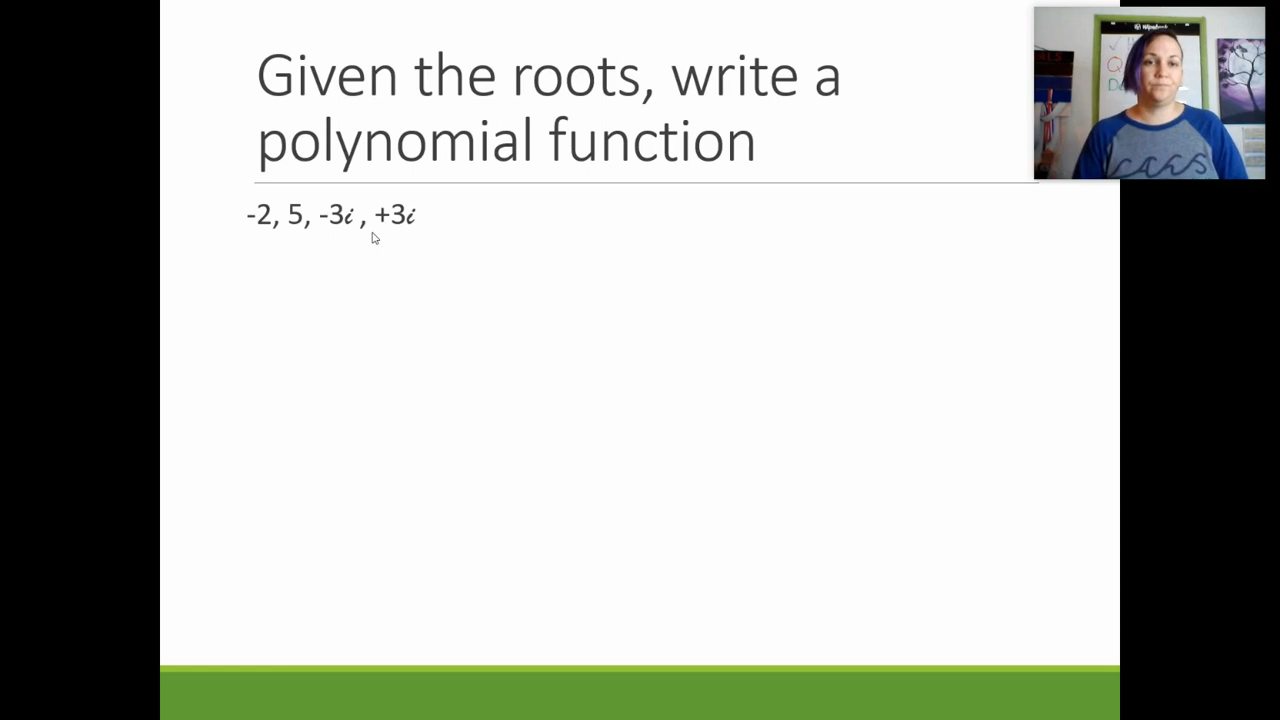 Given the roots, write a
polynomial function
-2, 5, -3𝑖 , +3𝑖